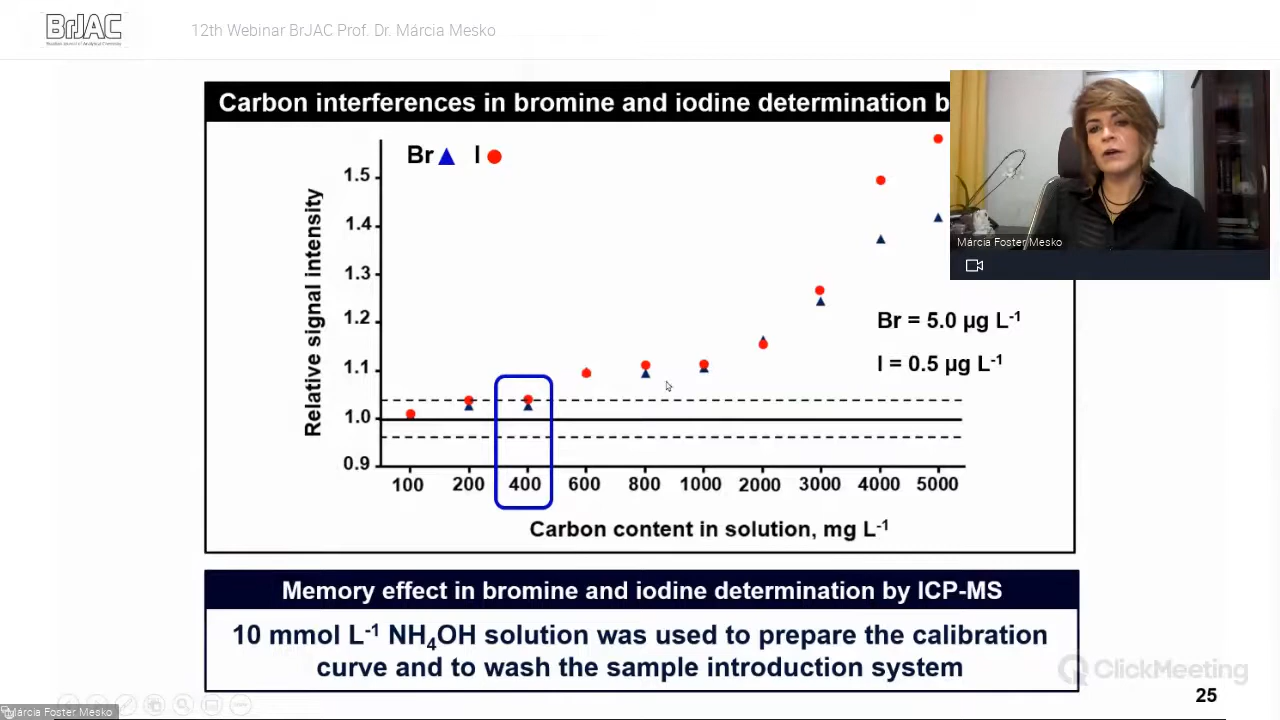 BrJAC
Brazilian Journal of Analytical Chemistry
12th Webinar BrJAC Prof. Dr. Márcia Mesko
Carbon interferences in bromine and iodine determination b
Márcia Foster Mesko
Br I
Relative signal intensity
1.5
1.4
1.3
1.2
1.1
1.0
0.9
100 200 400 600 800 1000 2000 3000 4000 5000
Carbon content in solution, mg L⁻¹
Br = 5.0 µg L⁻¹
I = 0.5 µg L⁻¹
Memory effect in bromine and iodine determination by ICP-MS
10 mmol L⁻¹ NH₄OH solution was used to prepare the calibration
curve and to wash the sample introduction system
ClickMeeting
25
Márcia Foster Mesko